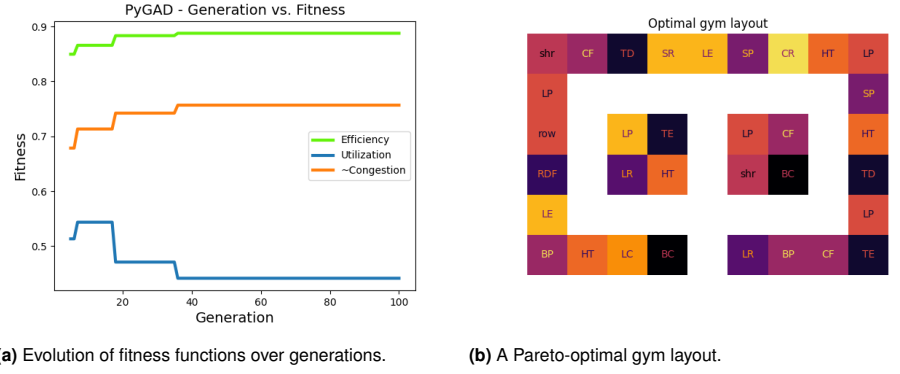 PyGAD - Generation vs. Fitness
0.9
0.8
0.7
0.6
0.5
Fitness
Efficiency
Utilization
~Congestion
20 40 60 80 100
Generation
(a) Evolution of fitness functions over generations.
Optimal gym layout
shr CF TD SR LE SP CR HT LP
LP SP
row LP TE LP CF HT
RDF LR HT shr BC TD
LE LP
BP HT LC BC LR BP CF TE
(b) A Pareto-optimal gym layout.